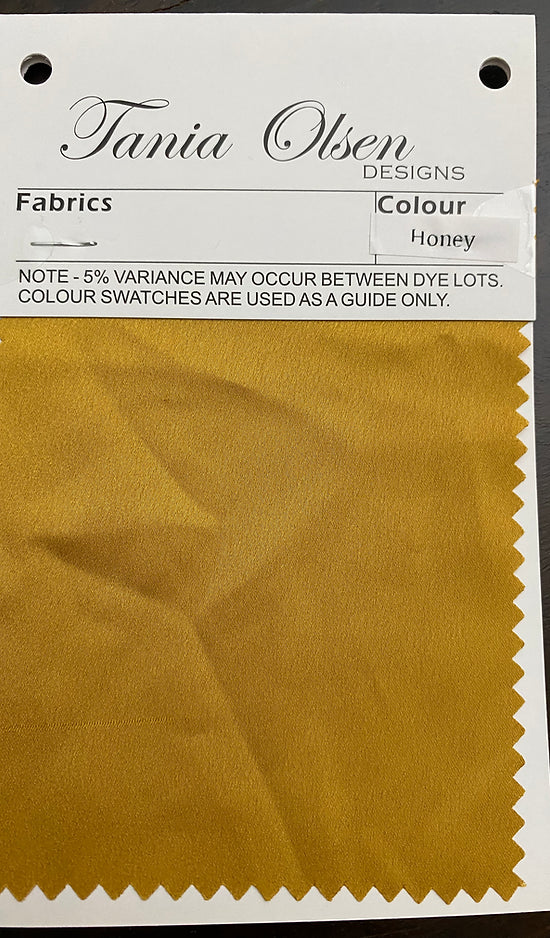 Tania Olsen
DESIGNS
Fabrics
Colour
Honey
NOTE - 5% VARIANCE MAY OCCUR BETWEEN DYE LOTS.
COLOUR SWATCHES ARE USED AS A GUIDE ONLY.